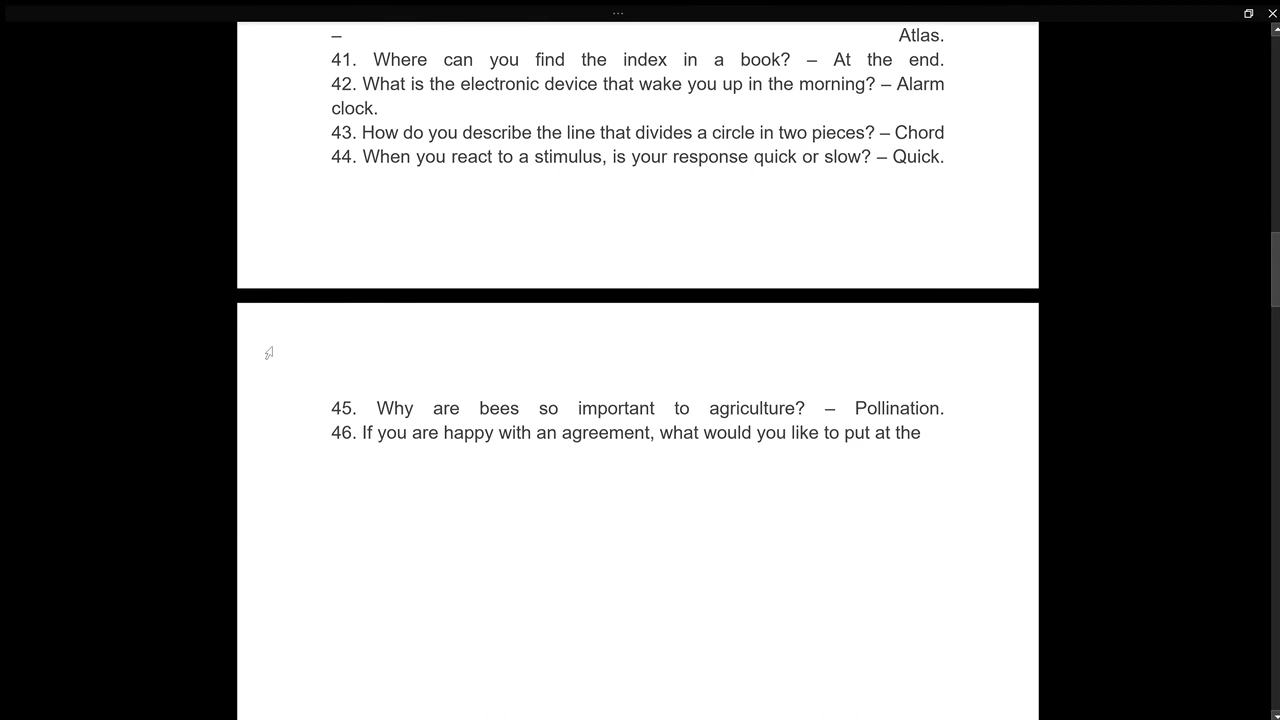 – Atlas.
41. Where can you find the index in a book? – At the end.
42. What is the electronic device that wake you up in the morning? – Alarm
clock.
43. How do you describe the line that divides a circle in two pieces? – Chord
44. When you react to a stimulus, is your response quick or slow? – Quick.
45. Why are bees so important to agriculture? – Pollination.
46. If you are happy with an agreement, what would you like to put at the